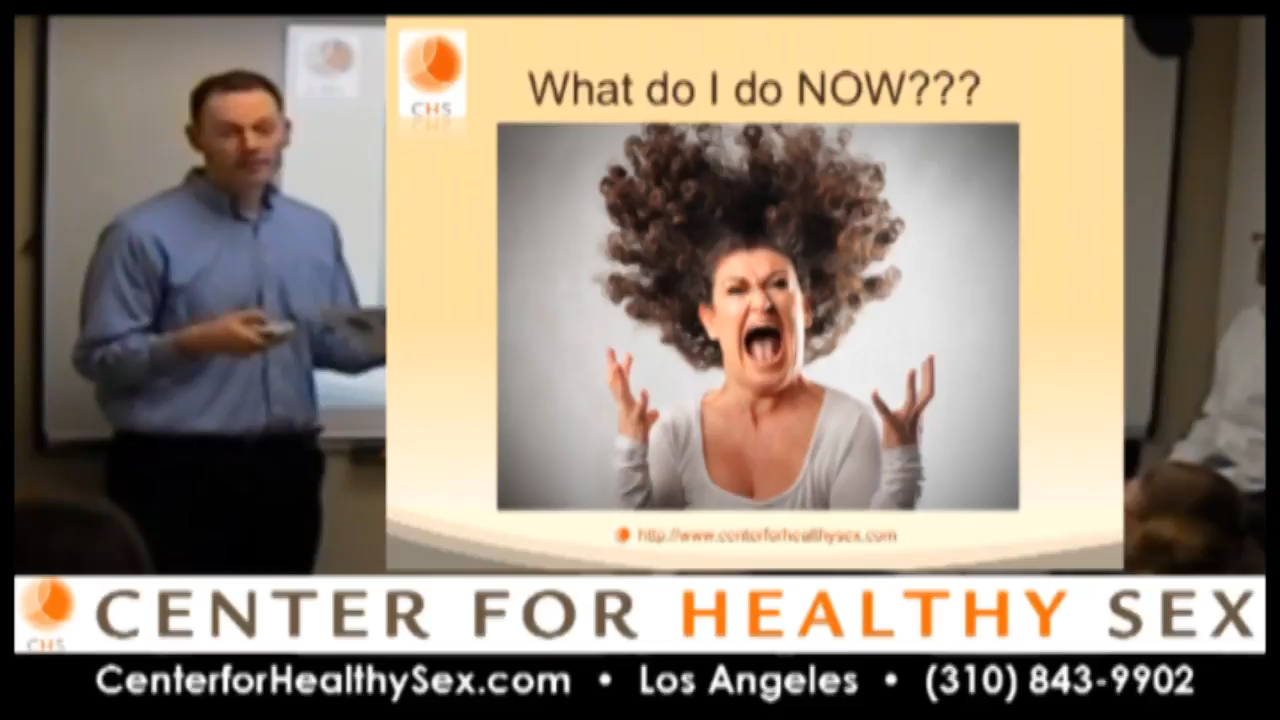 CHS
What do I do NOW???
http://www.centerforhealthysex.com
CENTER FOR HEALTHY SEX
CHS
CenterforHealthySex.com • Los Angeles • (310) 843-9902